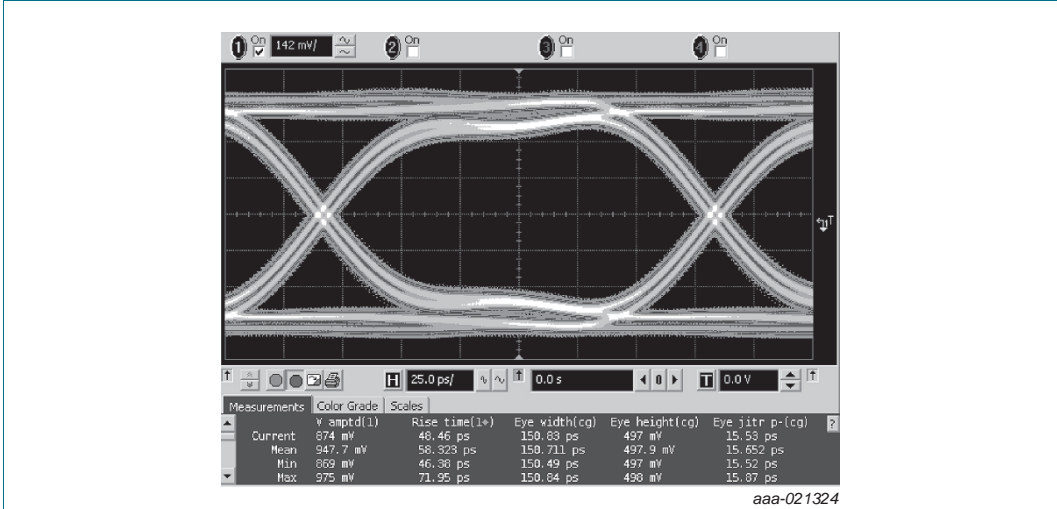 1 On 142 mV/ 2 On 3 On 4 On
T
H 25.0 ps/ 0.0 s 0 T 0.0 V
Measurements Color Grade Scales
V amptd(1) Rise time(1+) Eye width(cg) Eye height(cg) Eye jitr p-(cg) ?
Current 874 mV 48.46 ps 150.83 ps 497 mV 15.53 ps
Mean 947.7 mV 58.323 ps 150.711 ps 497.9 mV 15.652 ps
Min 869 mV 46.38 ps 150.49 ps 497 mV 15.52 ps
Max 975 mV 71.95 ps 150.84 ps 498 mV 15.87 ps
aaa-021324